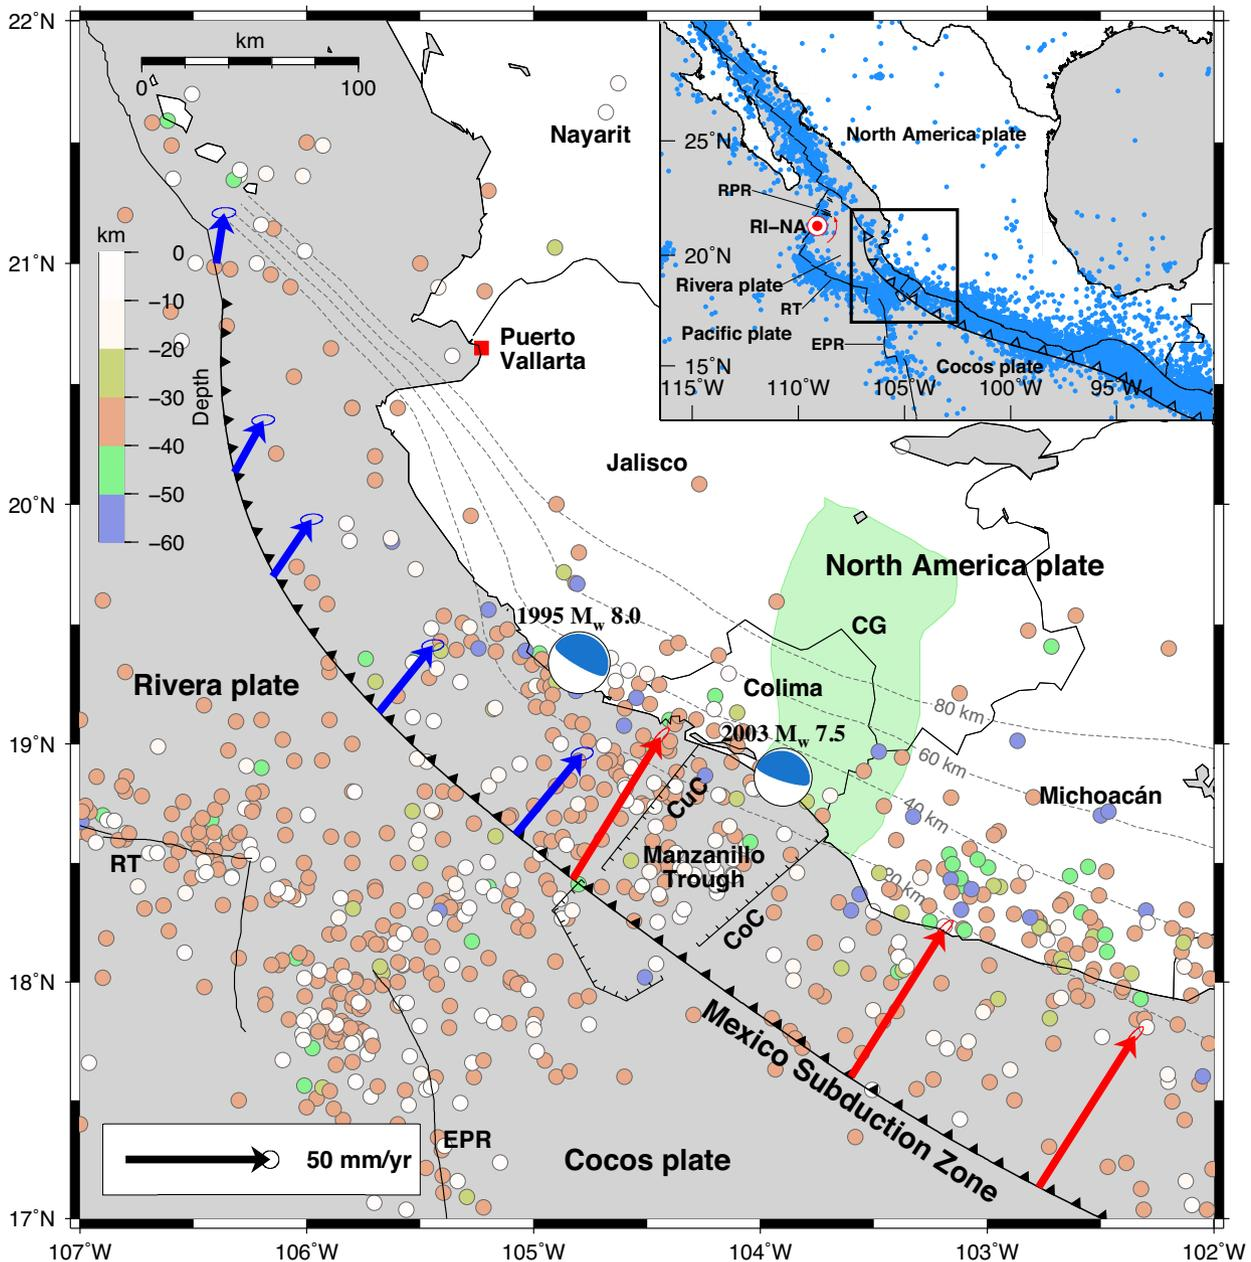 22˚N
21˚N
20˚N
19˚N
18˚N
17˚N
107˚W
106˚W
105˚W
104˚W
103˚W
102˚W
km
0
100
Nayarit
km
0
−10
−20
−30
−40
−50
−60
Depth
Puerto
Vallarta
Jalisco
North America plate
25˚N
RPR
RI−NA
20˚N
Rivera plate
RT
Pacific plate
EPR
15˚N
Cocos plate
115˚W
110˚W
105˚W
100˚W
95˚W
North America plate
CG
1995 Mw 8.0
Rivera plate
Colima
80 km
2003 Mw 7.5
60 km
Michoacán
40 km
CuC
RT
Manzanillo
Trough
20 km
CoC
Mexico Subduction Zone
EPR
50 mm/yr
Cocos plate